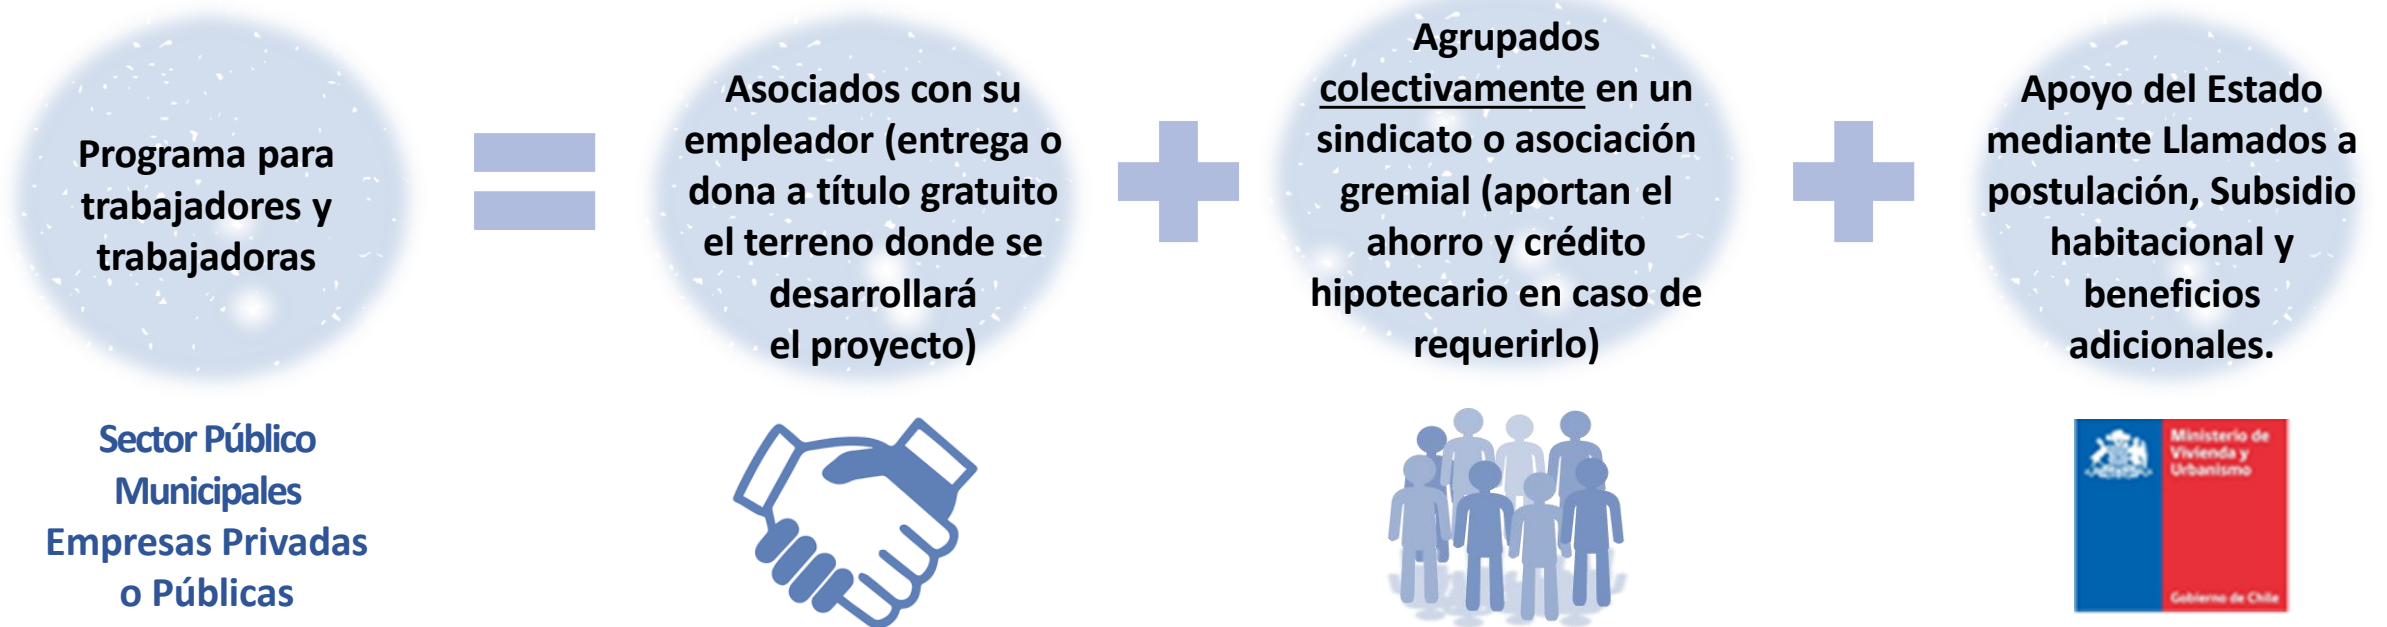 Programa para
trabajadores y
trabajadoras
Sector Público
Municipales
Empresas Privadas
o Públicas
Asociados con su
empleador (entrega o
dona a título gratuito
el terreno donde se
desarrollará
el proyecto)
Agrupados
colectivamente en un
sindicato o asociación
gremial (aportan el
ahorro y crédito
hipotecario en caso de
requerirlo)
Apoyo del Estado
mediante Llamados a
postulación, Subsidio
habitacional y
beneficios
adicionales.
Ministerio de
Vivienda y
Urbanismo
Gobierno de Chile